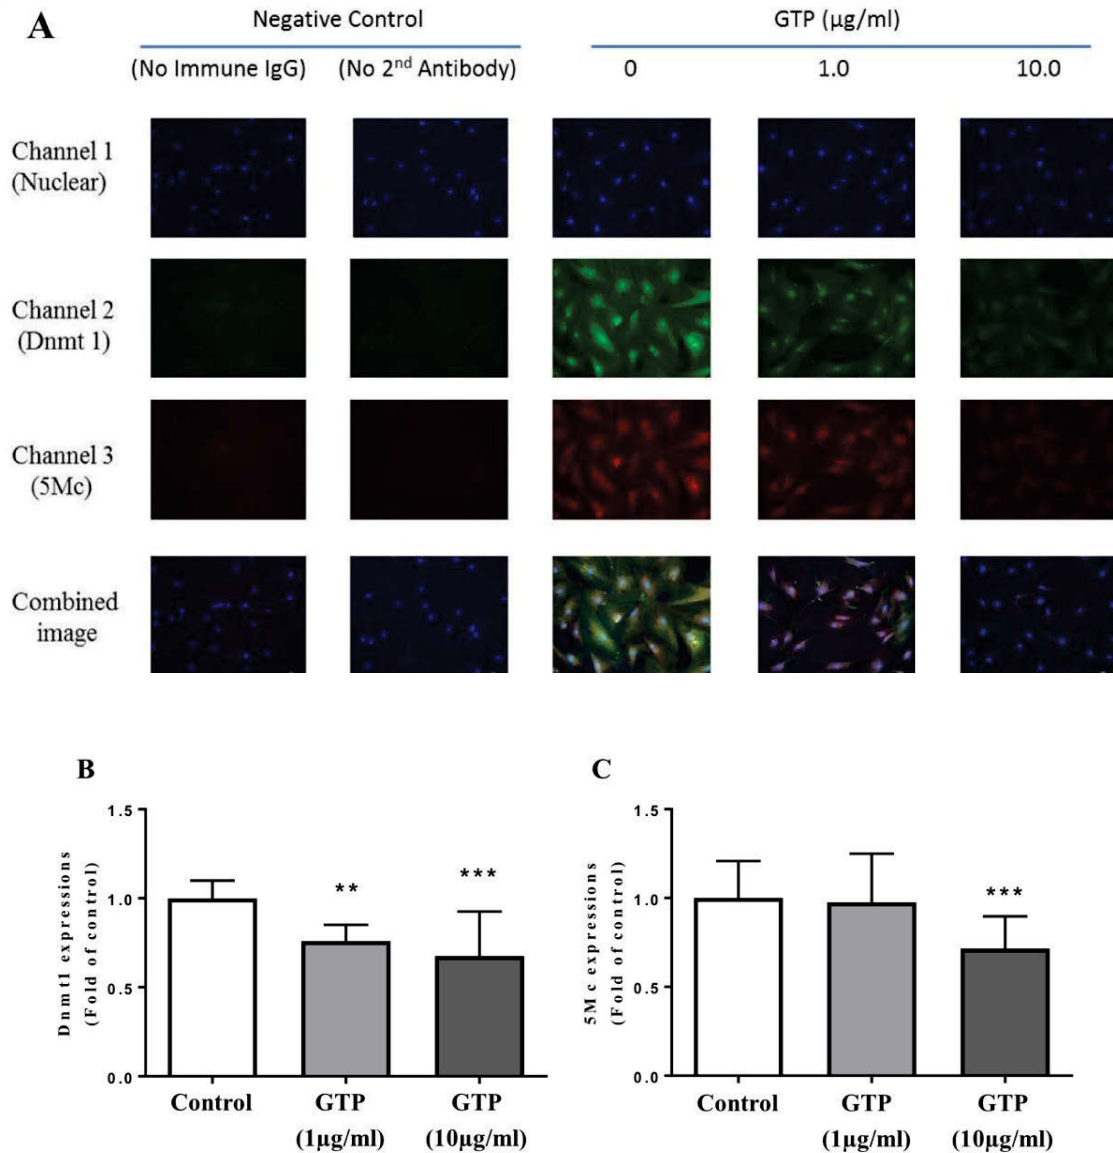 A
Negative Control
GTP (µg/ml)
(No Immune IgG)
(No 2nd Antibody)
0
1.0
10.0
Channel 1
(Nuclear)
Channel 2
(Dnmt 1)
Channel 3
(5Mc)
Combined
image
B
Dnmt1 expressions
(Fold of control)
1.5
1.0
0.5
0.0
**
***
Control
GTP
(1µg/ml)
GTP
(10µg/ml)
C
5Mc expressions
(Fold of control)
1.5
1.0
0.5
0.0
***
Control
GTP
(1µg/ml)
GTP
(10µg/ml)